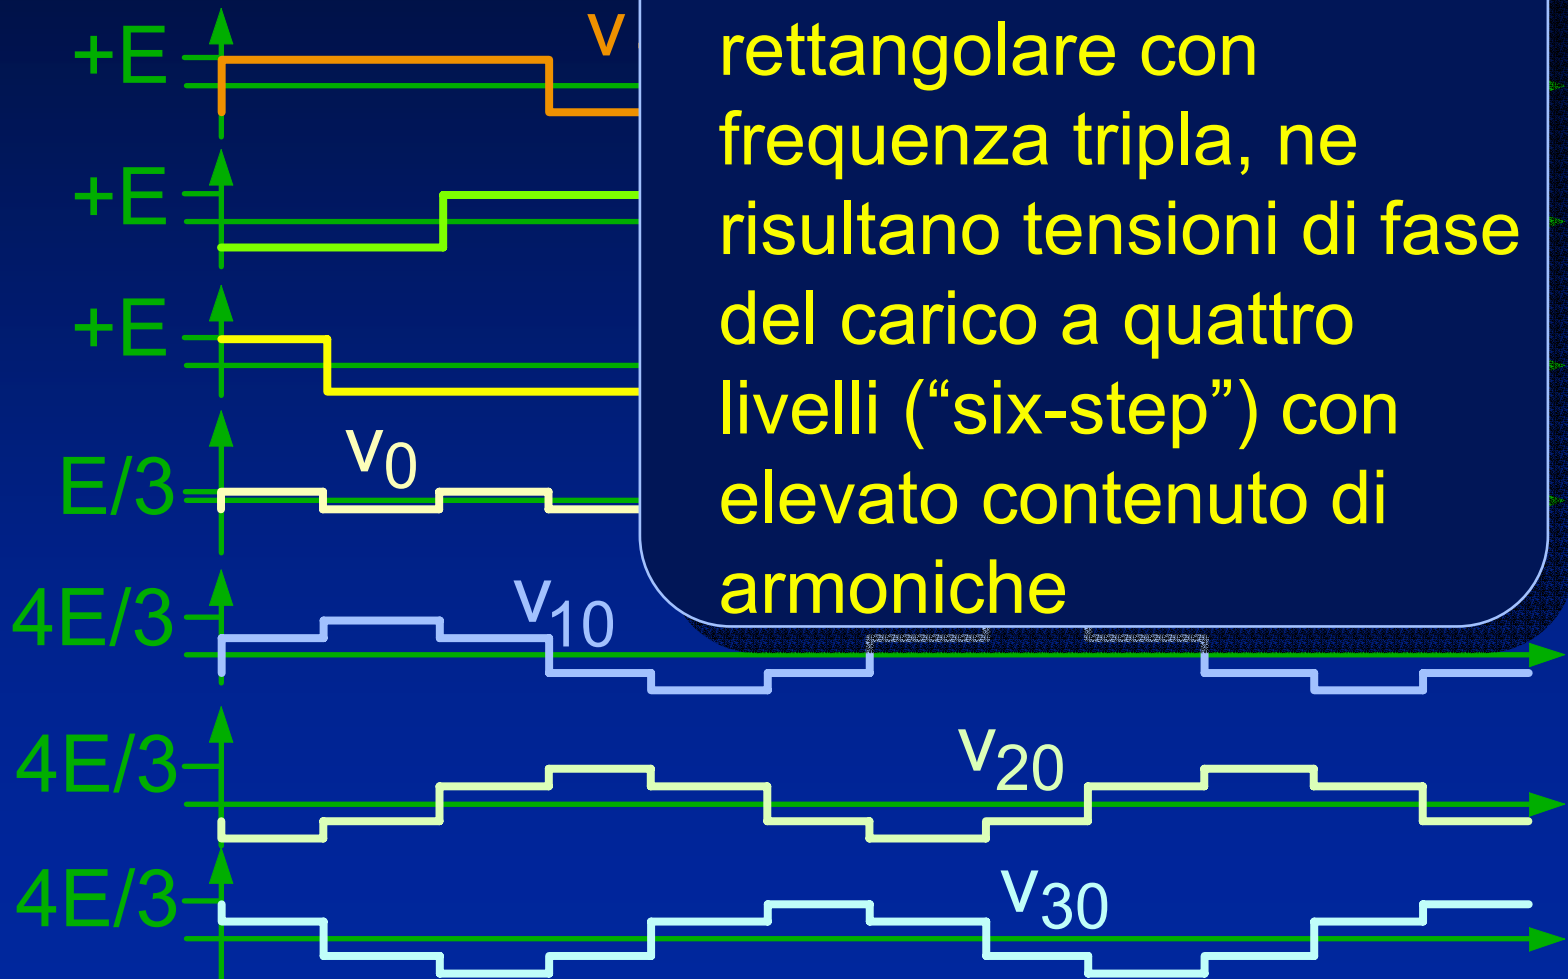 +E
v
rettangolare con
frequenza tripla, ne
risultano tensioni di fase
del carico a quattro
livelli (“six-step”) con
elevato contenuto di
armoniche
+E
+E
E/3
v0
4E/3
v10
4E/3
v20
4E/3
v30